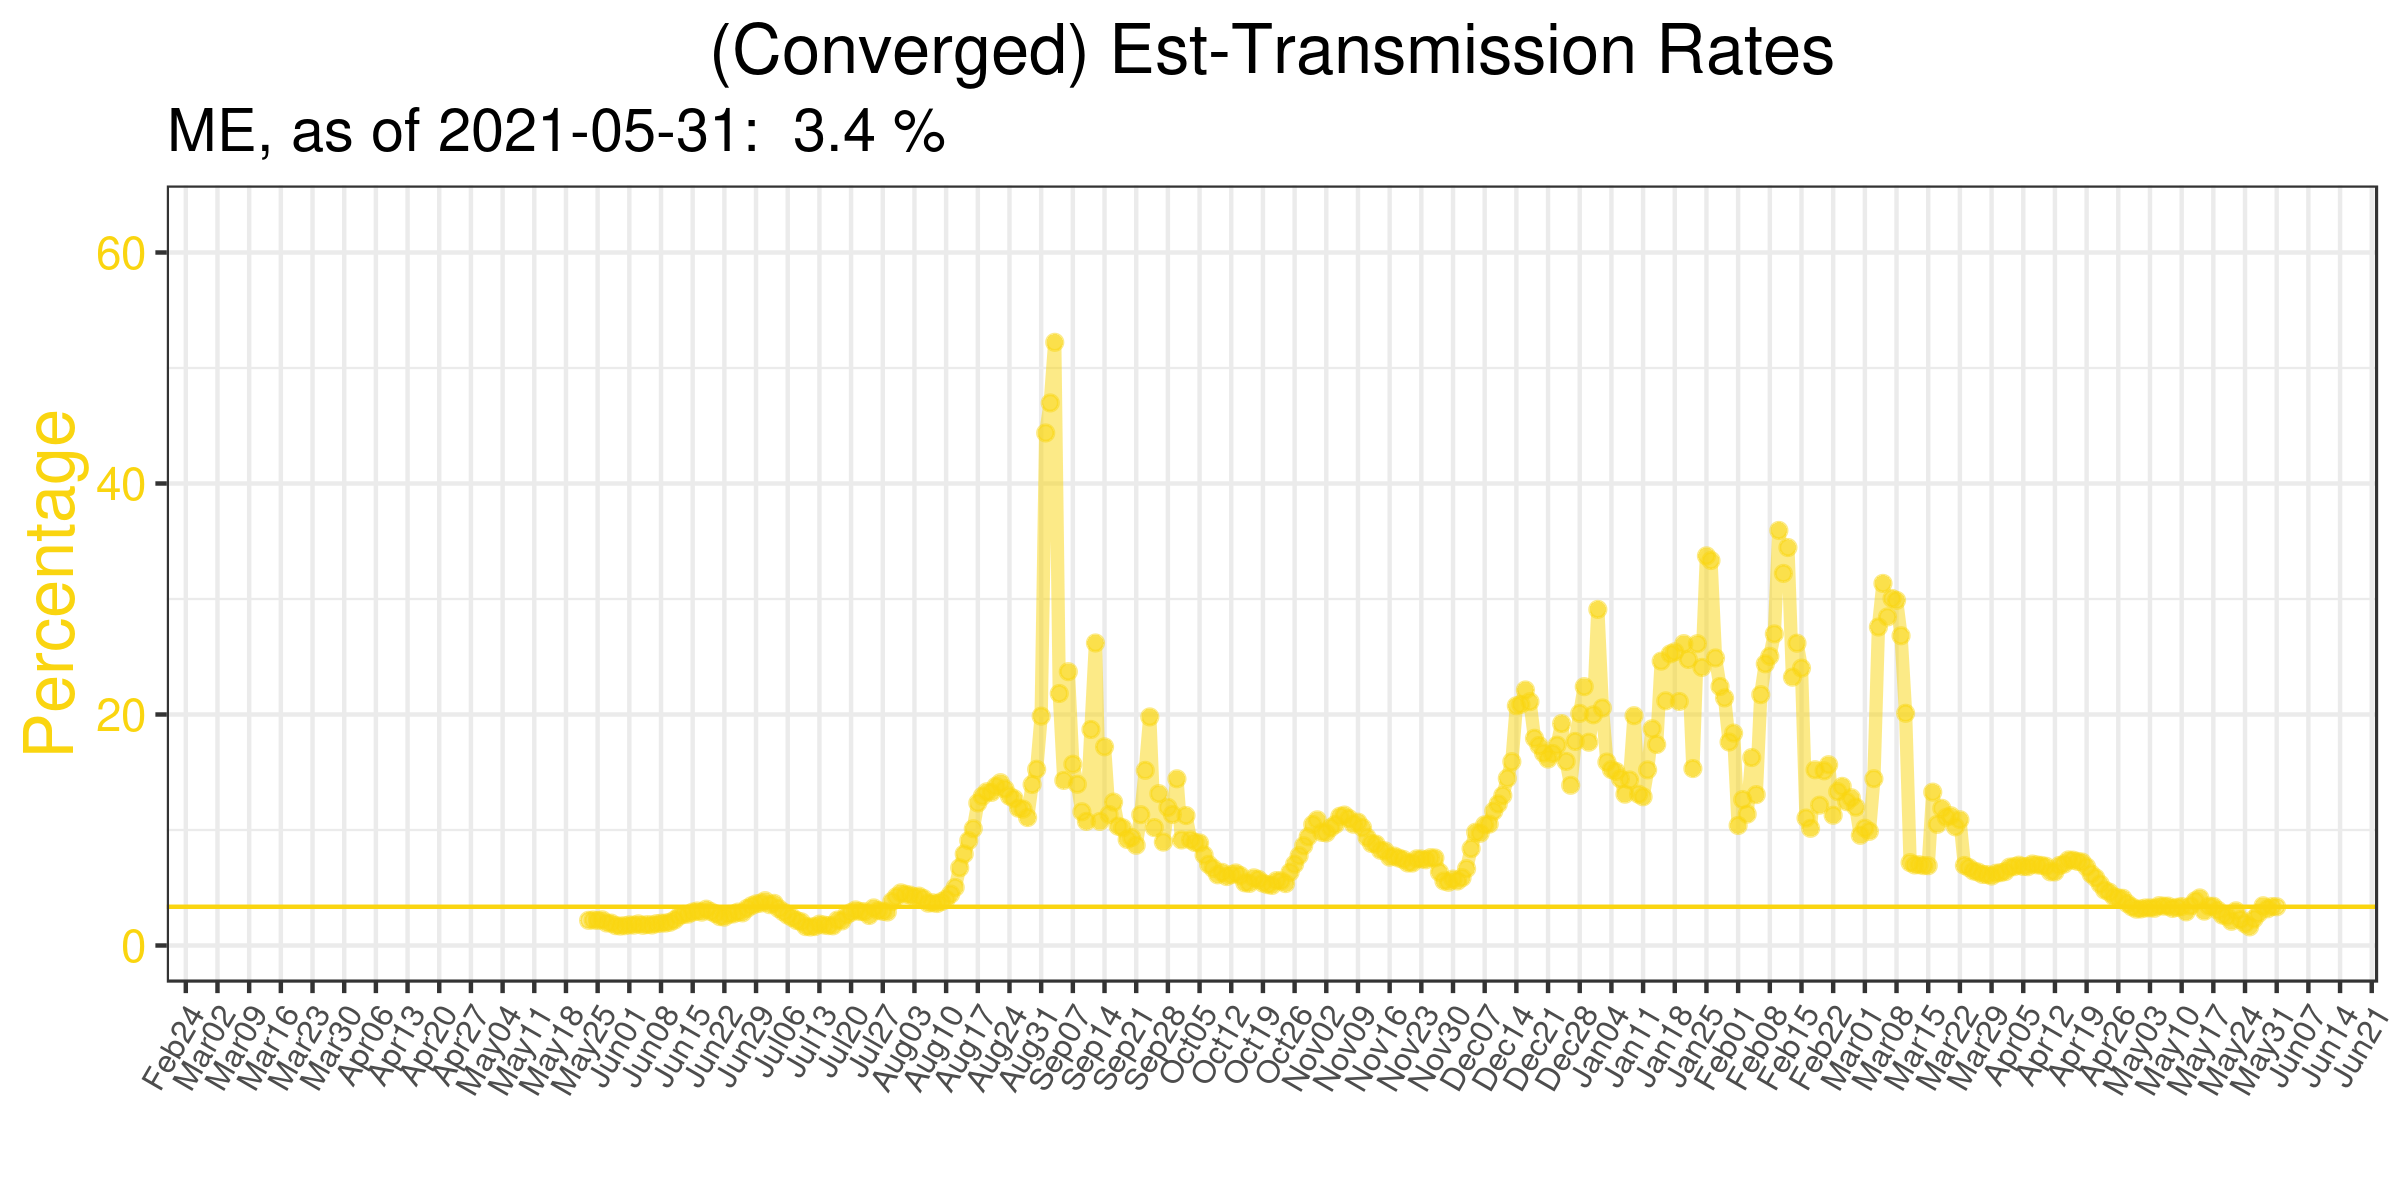 (Converged) Est-Transmission Rates
ME, as of 2021-05-31:  3.4 %
Percentage
60
40
20
0
Feb24
Mar02
Mar09
Mar16
Mar23
Mar30
Apr06
Apr13
Apr20
Apr27
May04
May11
May18
May25
Jun01
Jun08
Jun15
Jun22
Jun29
Jul06
Jul13
Jul20
Jul27
Aug03
Aug10
Aug17
Aug24
Aug31
Sep07
Sep14
Sep21
Sep28
Oct05
Oct12
Oct19
Oct26
Nov02
Nov09
Nov16
Nov23
Nov30
Dec07
Dec14
Dec21
Dec28
Jan04
Jan11
Jan18
Jan25
Feb01
Feb08
Feb15
Feb22
Mar01
Mar08
Mar15
Mar22
Mar29
Apr05
Apr12
Apr19
Apr26
May03
May10
May17
May24
May31
Jun07
Jun14
Jun21